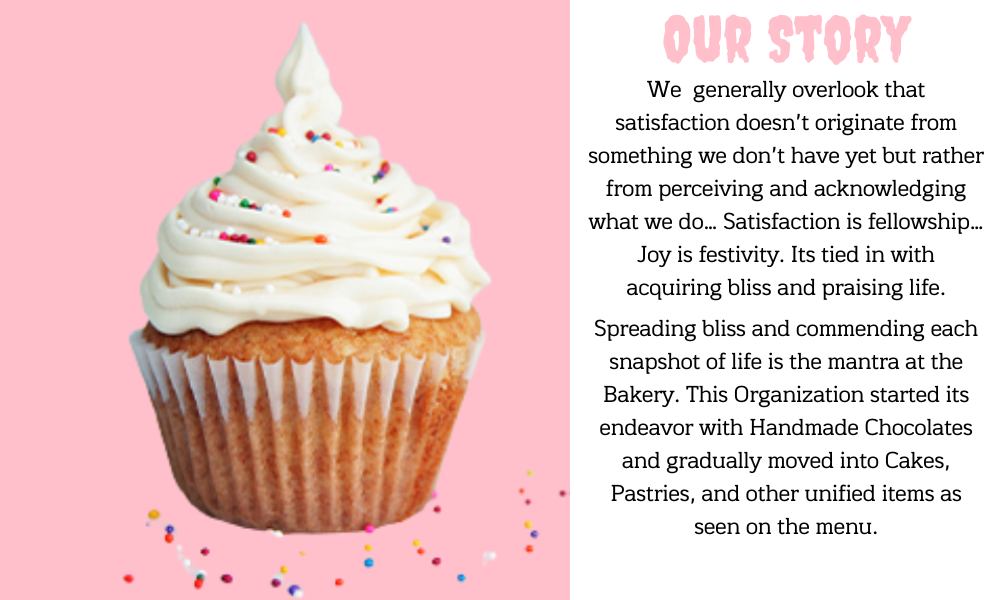 OUR STORY
We generally overlook that
satisfaction doesn't originate from
something we don't have yet but rather
from perceiving and acknowledging
what we do... Satisfaction is fellowship...
Joy is festivity. Its tied in with
acquiring bliss and praising life.
Spreading bliss and commending each
snapshot of life is the mantra at the
Bakery. This Organization started its
endeavor with Handmade Chocolates
and gradually moved into Cakes,
Pastries, and other unified items as
seen on the menu.